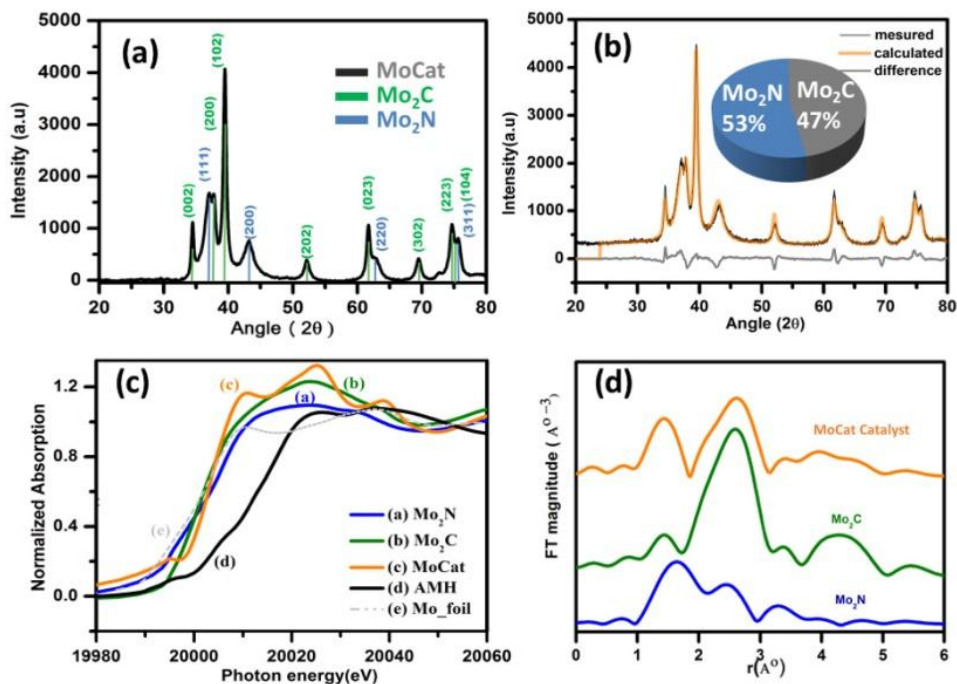 (a)
5000
4000
3000
2000
1000
0
Intensity (a.u)
20 30 40 50 60 70 80
Angle ( 2θ)
(002)
(111)
(200)
(102)
(200)
(202)
(023)
(220)
(302)
(223)
(104)
(311)
MoCat
Mo₂C
Mo₂N
(b)
5000
4000
3000
2000
1000
0
Intensity(a.u)
20 30 40 50 60 70 80
Angle (2θ)
mesured
calculated
difference
Mo₂N
53%
Mo₂C
47%
(c)
1.2
0.8
0.4
0.0
Normalized Absorption
19980 20000 20020 20040 20060
Photon energy(eV)
(c)
(b)
(a)
(e)
(d)
(a) Mo₂N
(b) Mo₂C
(c) MoCat
(d) AMH
(e) Mo_foil
(d)
FT magnitude ( A°⁻³)
0 1 2 3 4 5 6
r(A°)
MoCat Catalyst
Mo₂C
Mo₂N